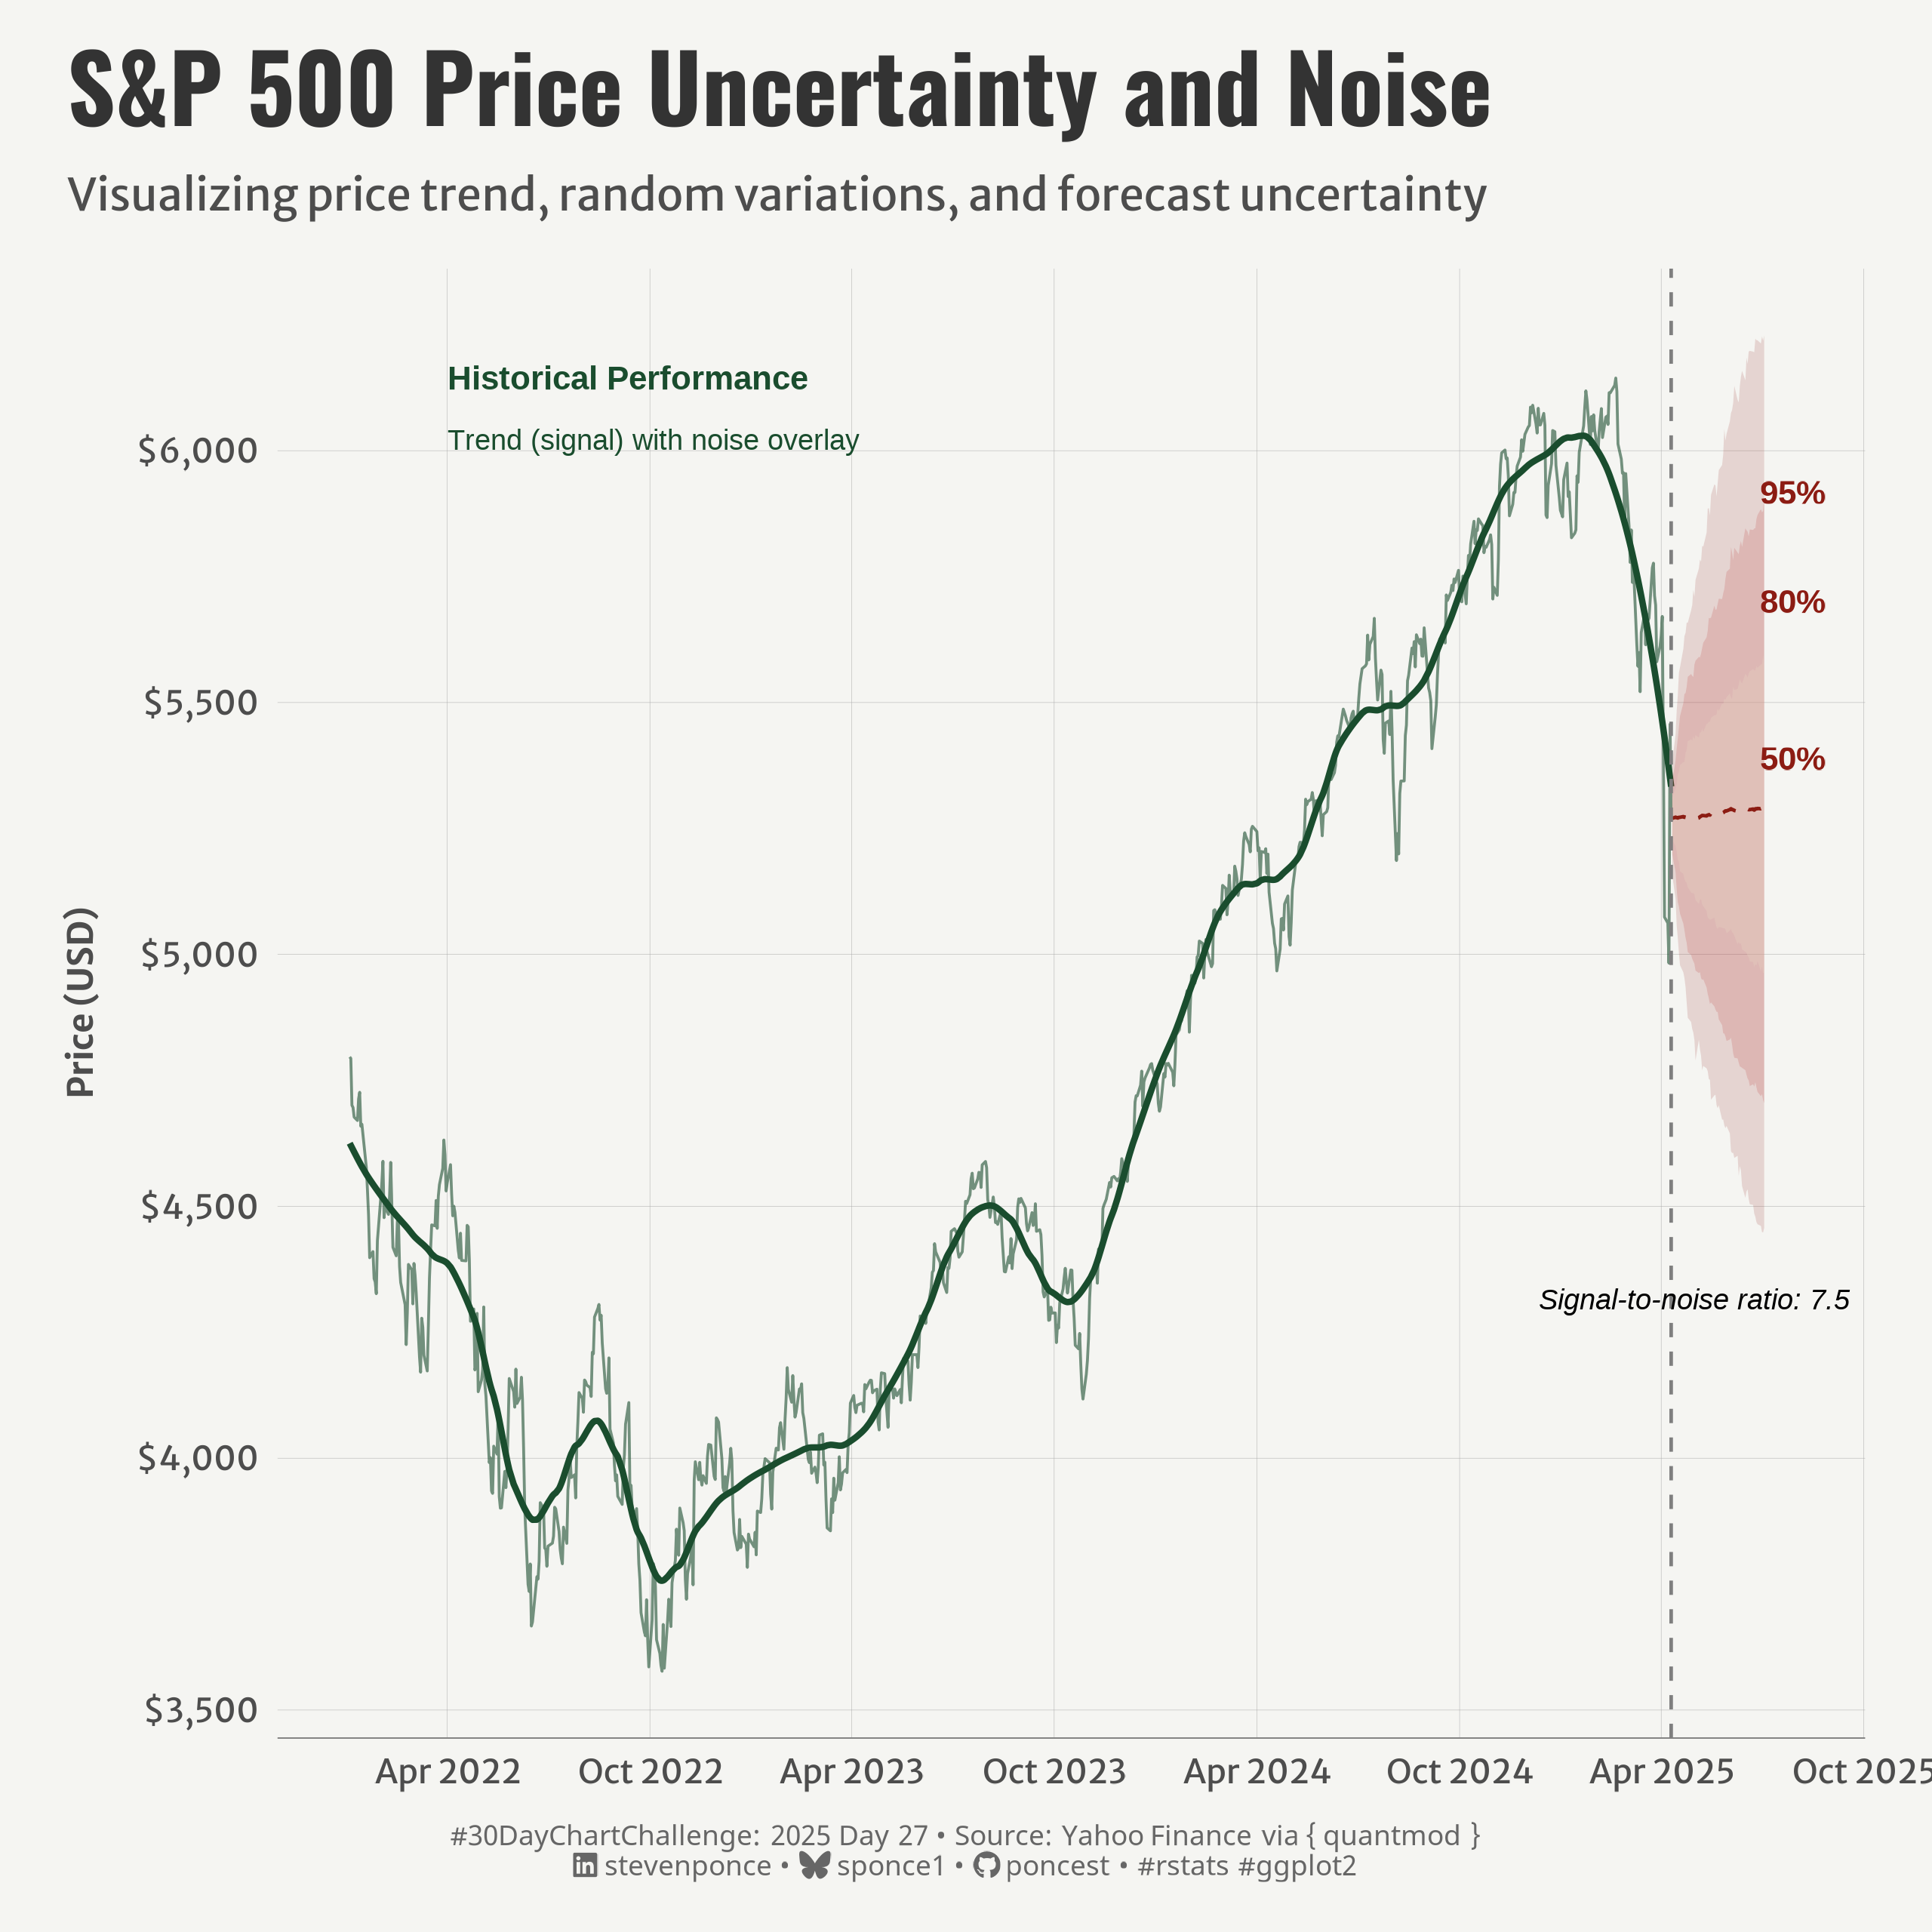 S&P 500 Price Uncertainty and Noise
Visualizing price trend, random variations, and forecast uncertainty
Historical Performance
Trend (signal) with noise overlay
$6,000
95%
80%
$5,500
50%
$5,000
Price (USD)
$4,500
Signal-to-noise ratio: 7.5
$4,000
$3,500
Apr 2022 Oct 2022 Apr 2023 Oct 2023 Apr 2024 Oct 2024 Apr 2025 Oct 2025
#30DayChartChallenge: 2025 Day 27 • Source: Yahoo Finance via { quantmod }
stevenponce • sponce1 • poncest • #rstats #ggplot2